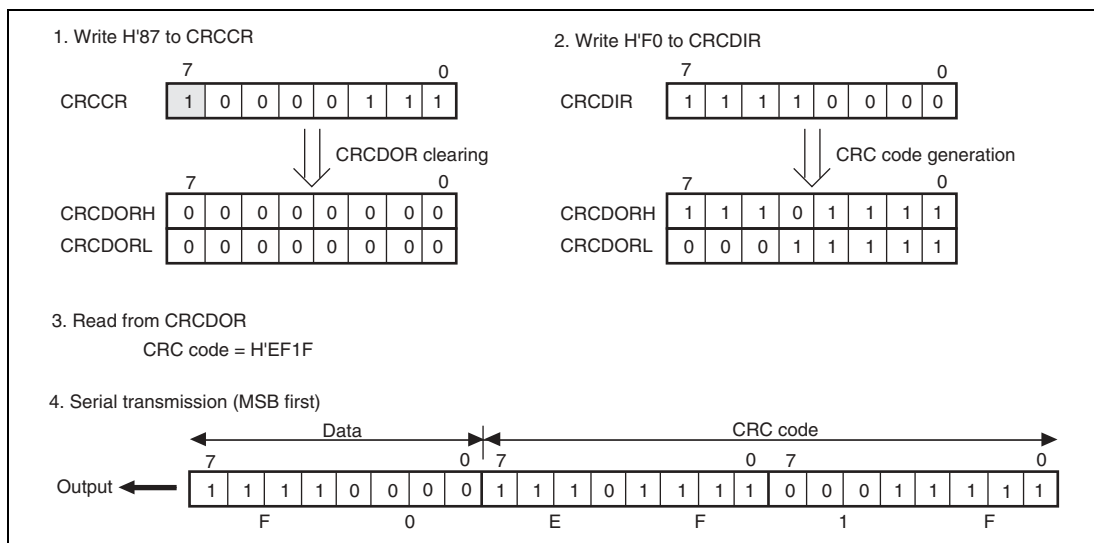 1. Write H'87 to CRCCR
7 0
CRCCR 1 0 0 0 0 1 1 1
CRCDOR clearing
7 0
CRCDORH 0 0 0 0 0 0 0 0
CRCDORL 0 0 0 0 0 0 0 0
2. Write H'F0 to CRCDIR
7 0
CRCDIR 1 1 1 1 0 0 0 0
CRC code generation
7 0
CRCDORH 1 1 1 0 1 1 1 1
CRCDORL 0 0 0 1 1 1 1 1
3. Read from CRCDOR
CRC code = H'EF1F
4. Serial transmission (MSB first)
Data CRC code
7 0 7 0 7 0
Output 1 1 1 1 0 0 0 0 1 1 1 0 1 1 1 1 0 0 0 1 1 1 1 1
F 0 E F 1 F